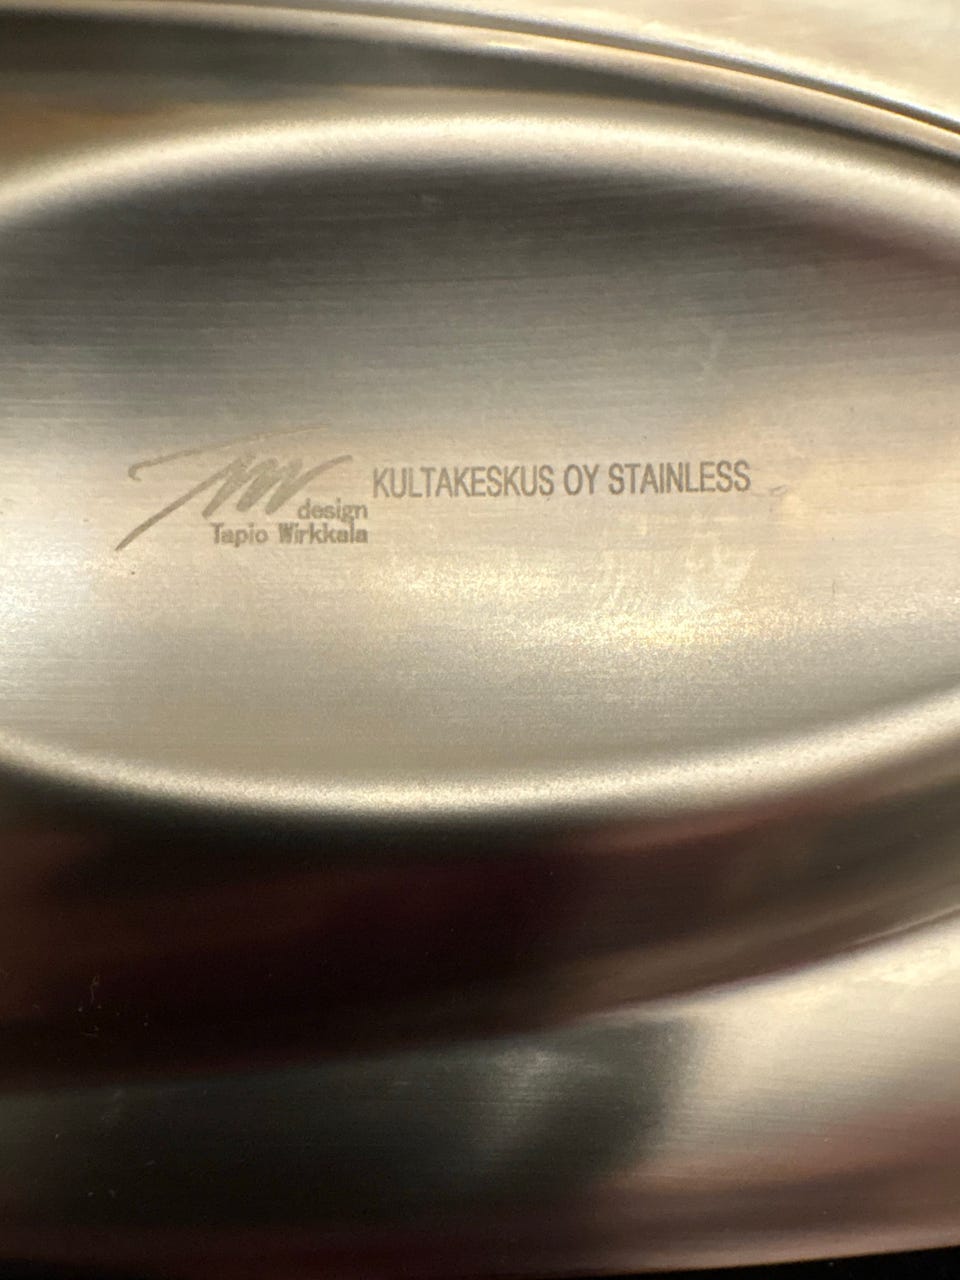 TW
design
Tapio Wirkkala
KULTAKESKUS OY STAINLESS